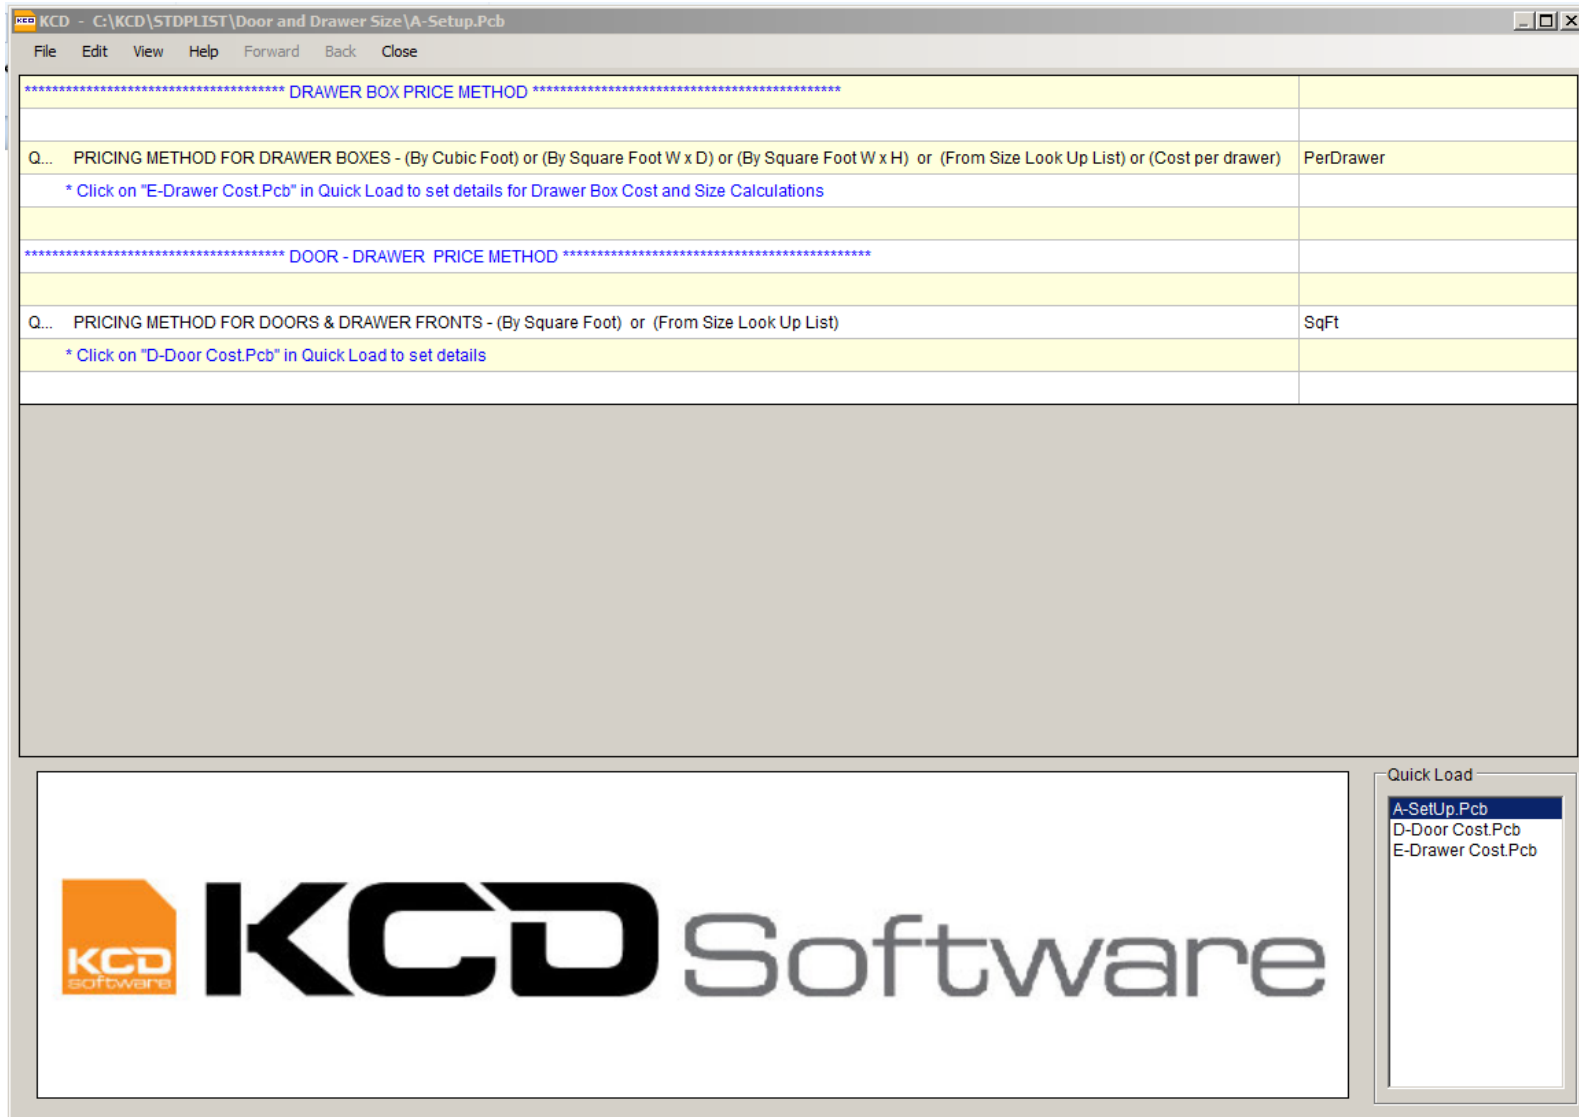 KCD - C:\KCD\STDPLIST\Door and Drawer Size\A-Setup.Pcb
File Edit View Help Forward Back Close
************************************** DRAWER BOX PRICE METHOD *********************************************
Q... PRICING METHOD FOR DRAWER BOXES - (By Cubic Foot) or (By Square Foot W x D) or (By Square Foot W x H) or (From Size Look Up List) or (Cost per drawer) PerDrawer
* Click on "E-Drawer Cost.Pcb" in Quick Load to set details for Drawer Box Cost and Size Calculations
************************************** DOOR - DRAWER PRICE METHOD *********************************************
Q... PRICING METHOD FOR DOORS & DRAWER FRONTS - (By Square Foot) or (From Size Look Up List) SqFt
* Click on "D-Door Cost.Pcb" in Quick Load to set details
KCD
software
KCD Software
Quick Load
A-SetUp.Pcb
D-Door Cost.Pcb
E-Drawer Cost.Pcb